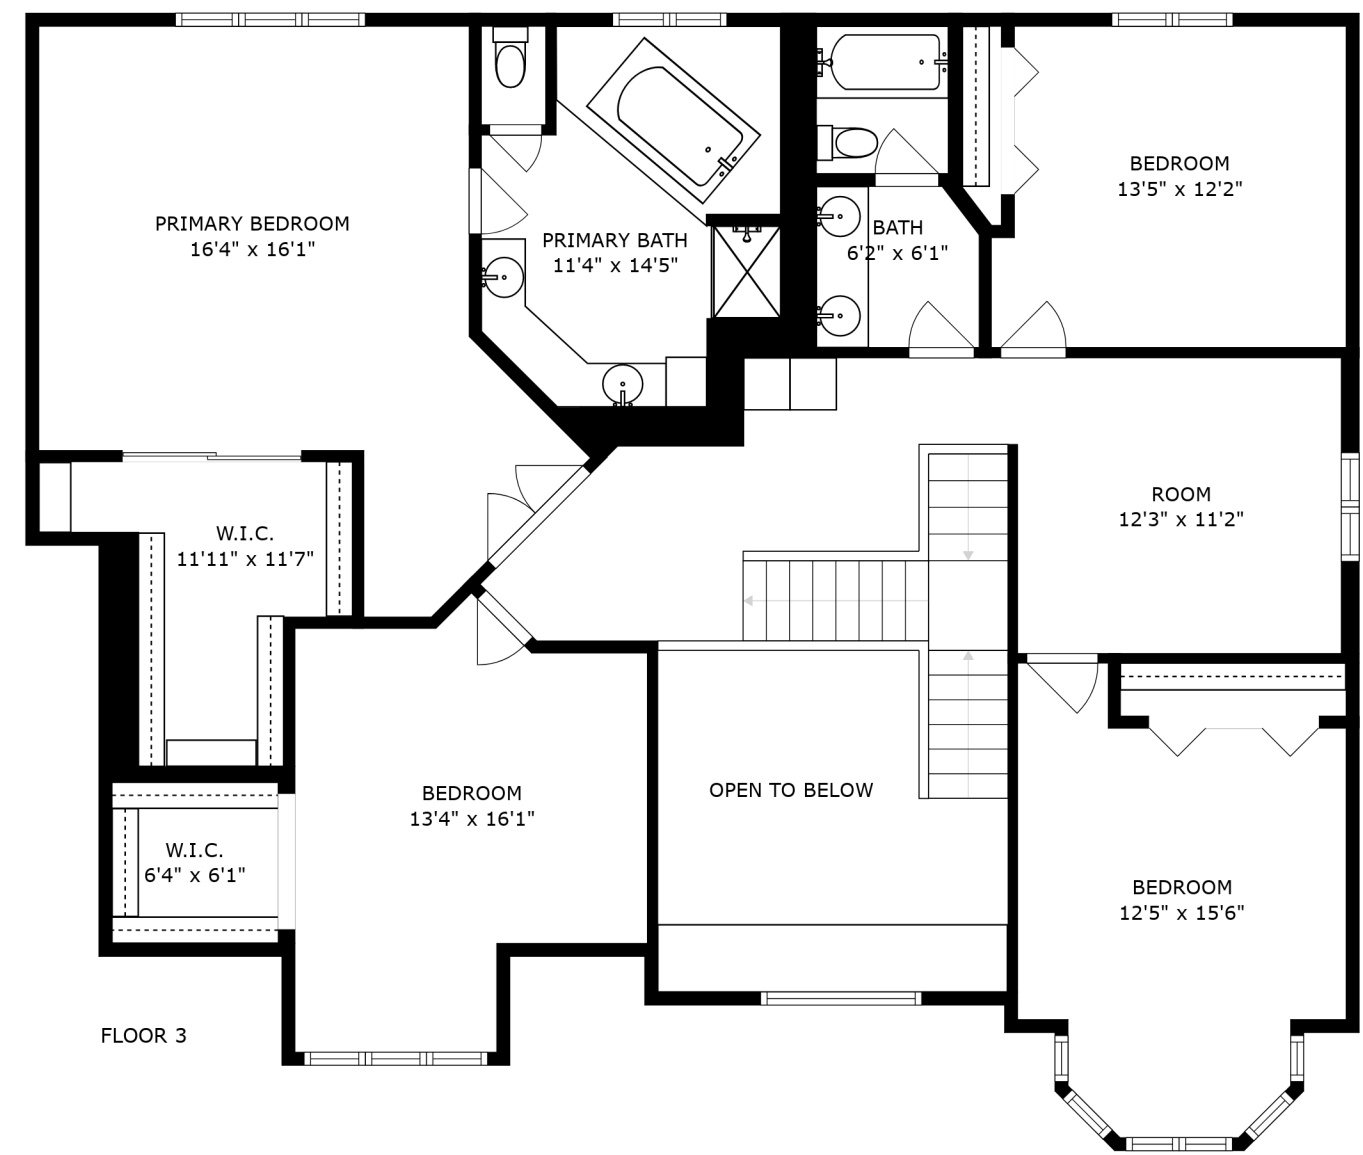 PRIMARY BEDROOM
16'4" x 16'1"
PRIMARY BATH
11'4" x 14'5"
BATH
6'2" x 6'1"
BEDROOM
13'5" x 12'2"
W.I.C.
11'11" x 11'7"
ROOM
12'3" x 11'2"
BEDROOM
13'4" x 16'1"
OPEN TO BELOW
W.I.C.
6'4" x 6'1"
BEDROOM
12'5" x 15'6"
FLOOR 3